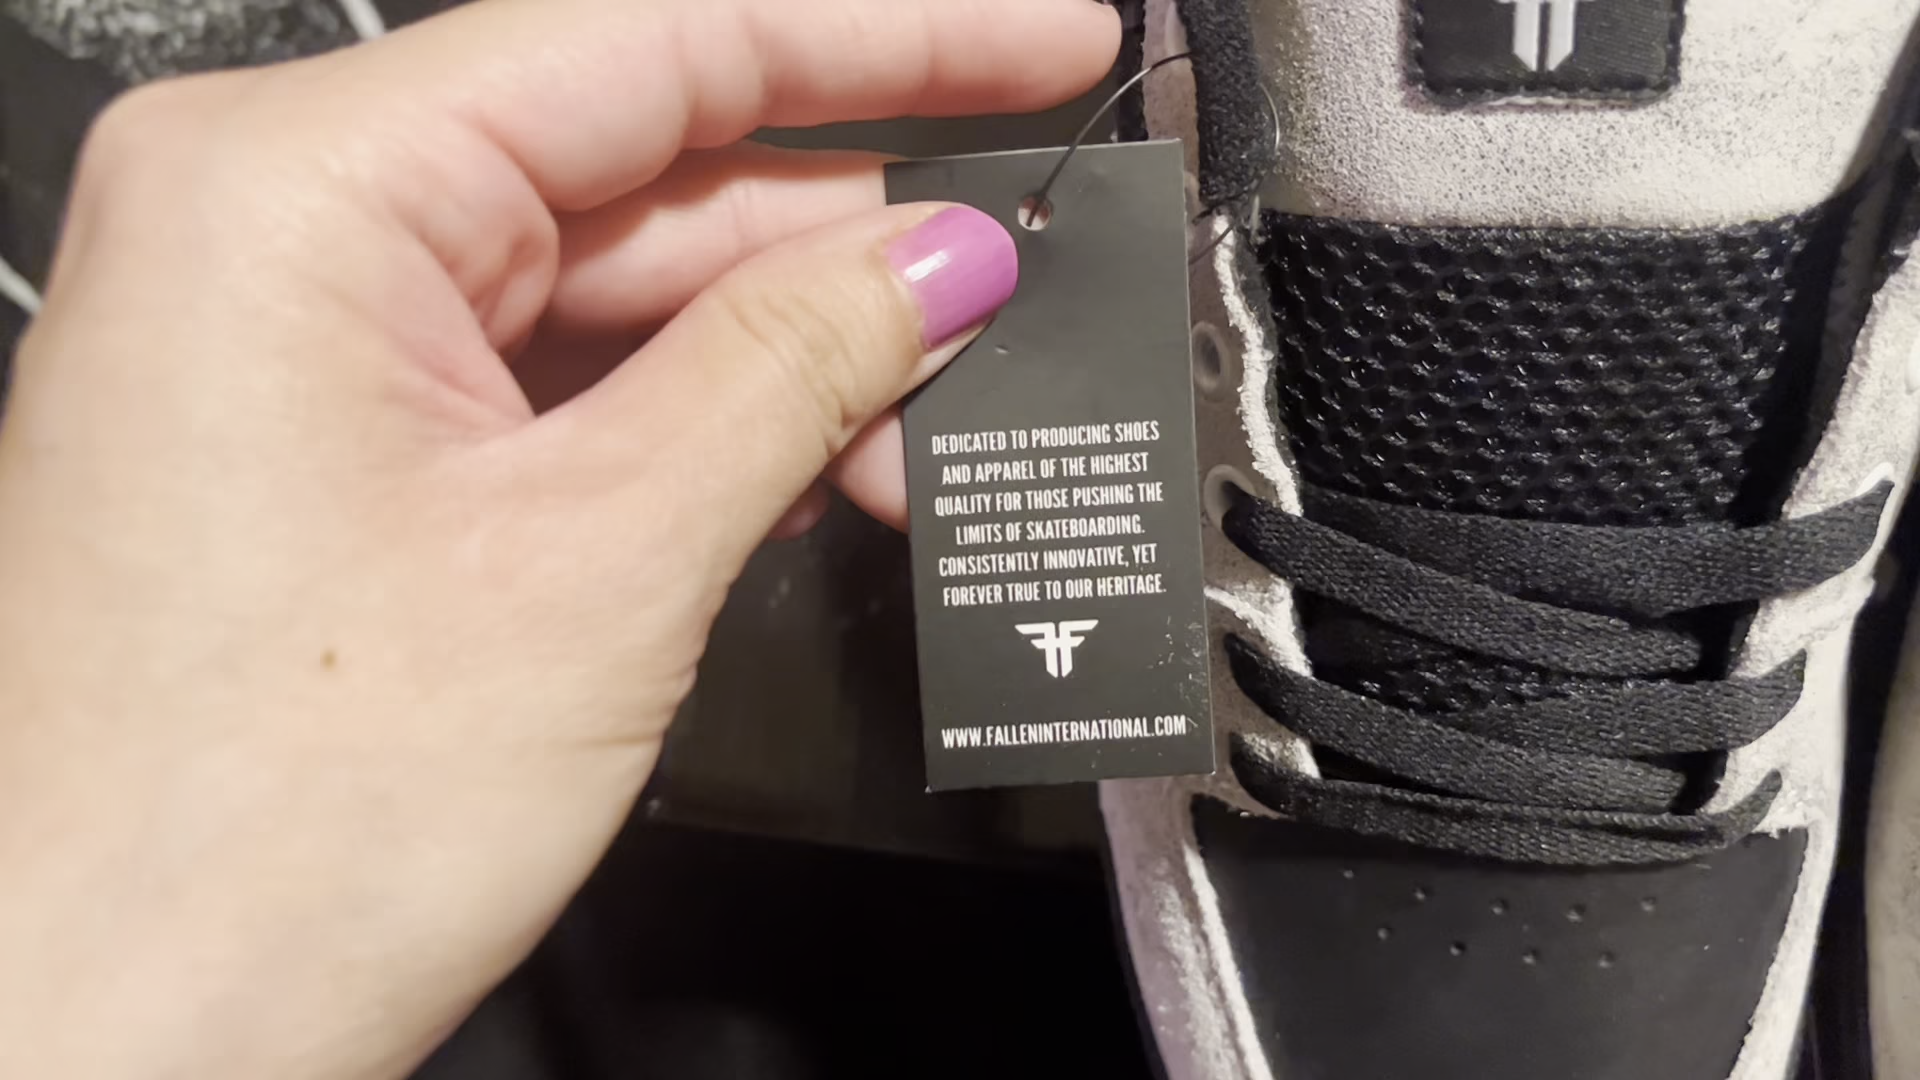 DEDICATED TO PRODUCING SHOES
AND APPAREL OF THE HIGHEST
QUALITY FOR THOSE PUSHING THE
LIMITS OF SKATEBOARDING.
CONSISTENTLY INNOVATIVE, YET
FOREVER TRUE TO OUR HERITAGE.
WWW.FALLENINTERNATIONAL.COM